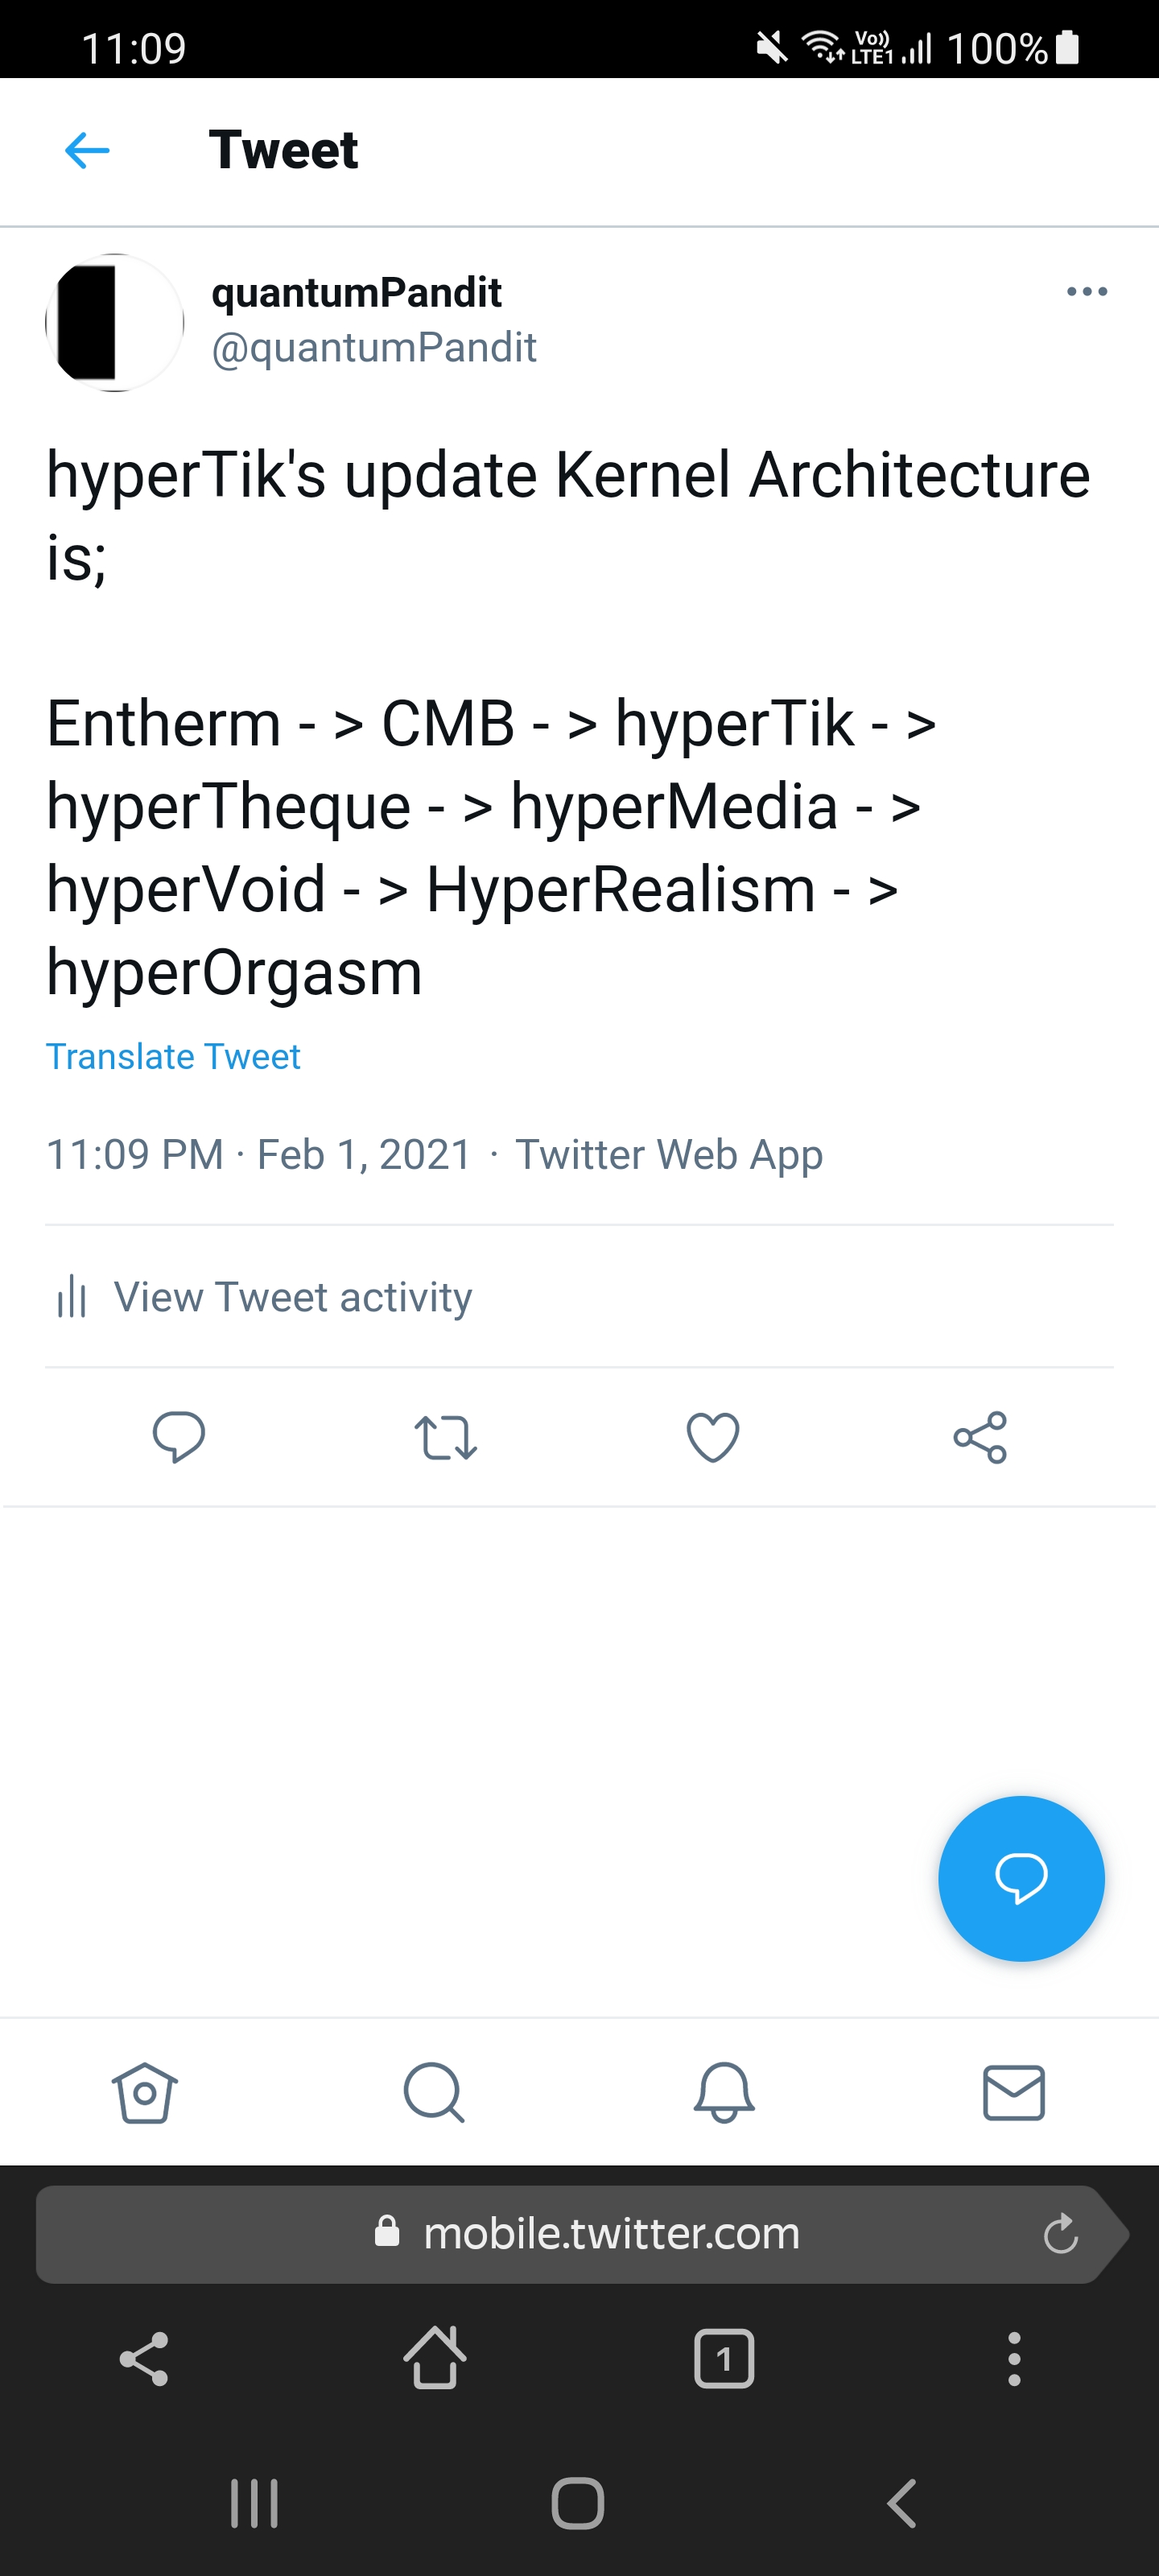 11:09
Vo))
LTE1
100%
Tweet
quantumPandit
@quantumPandit
hyperTik's update Kernel Architecture
is;
Entherm - > CMB - > hyperTik - >
hyperTheque - > hyperMedia - >
hyperVoid - > HyperRealism - >
hyperOrgasm
Translate Tweet
11:09 PM · Feb 1, 2021 · Twitter Web App
View Tweet activity
mobile.twitter.com
1